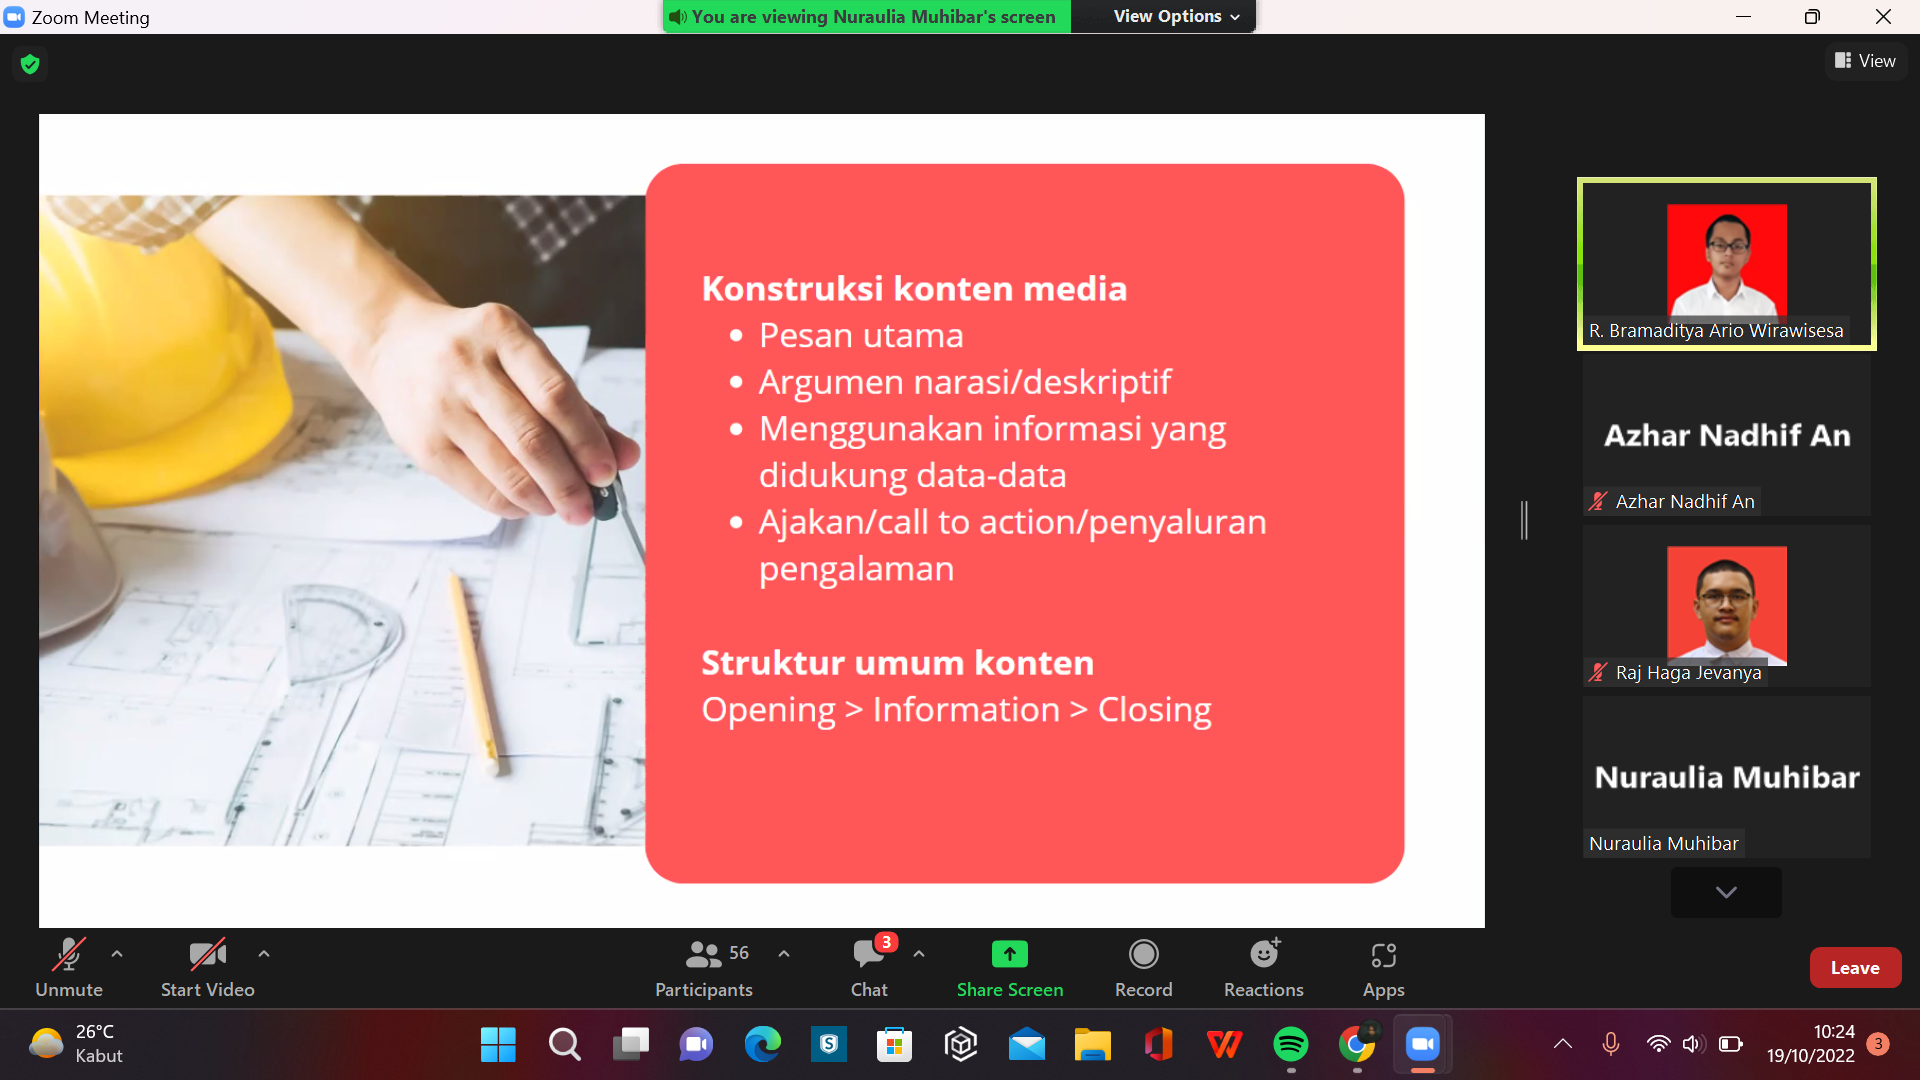 Zoom Meeting
You are viewing Nuraulia Muhibar's screen
View Options
View
Konstruksi konten media
• Pesan utama
• Argumen narasi/deskriptif
• Menggunakan informasi yang
didukung data-data
• Ajakan/call to action/penyaluran
pengalaman
Struktur umum konten
Opening > Information > Closing
R. Bramaditya Ario Wirawisesa
Azhar Nadhif An
Azhar Nadhif An
Raj Haga Jevanya
Nuraulia Muhibar
Nuraulia Muhibar
Unmute
Start Video
56
Participants
3
Chat
Share Screen
Record
Reactions
Apps
Leave
26°C
Kabut
10:24
19/10/2022
3